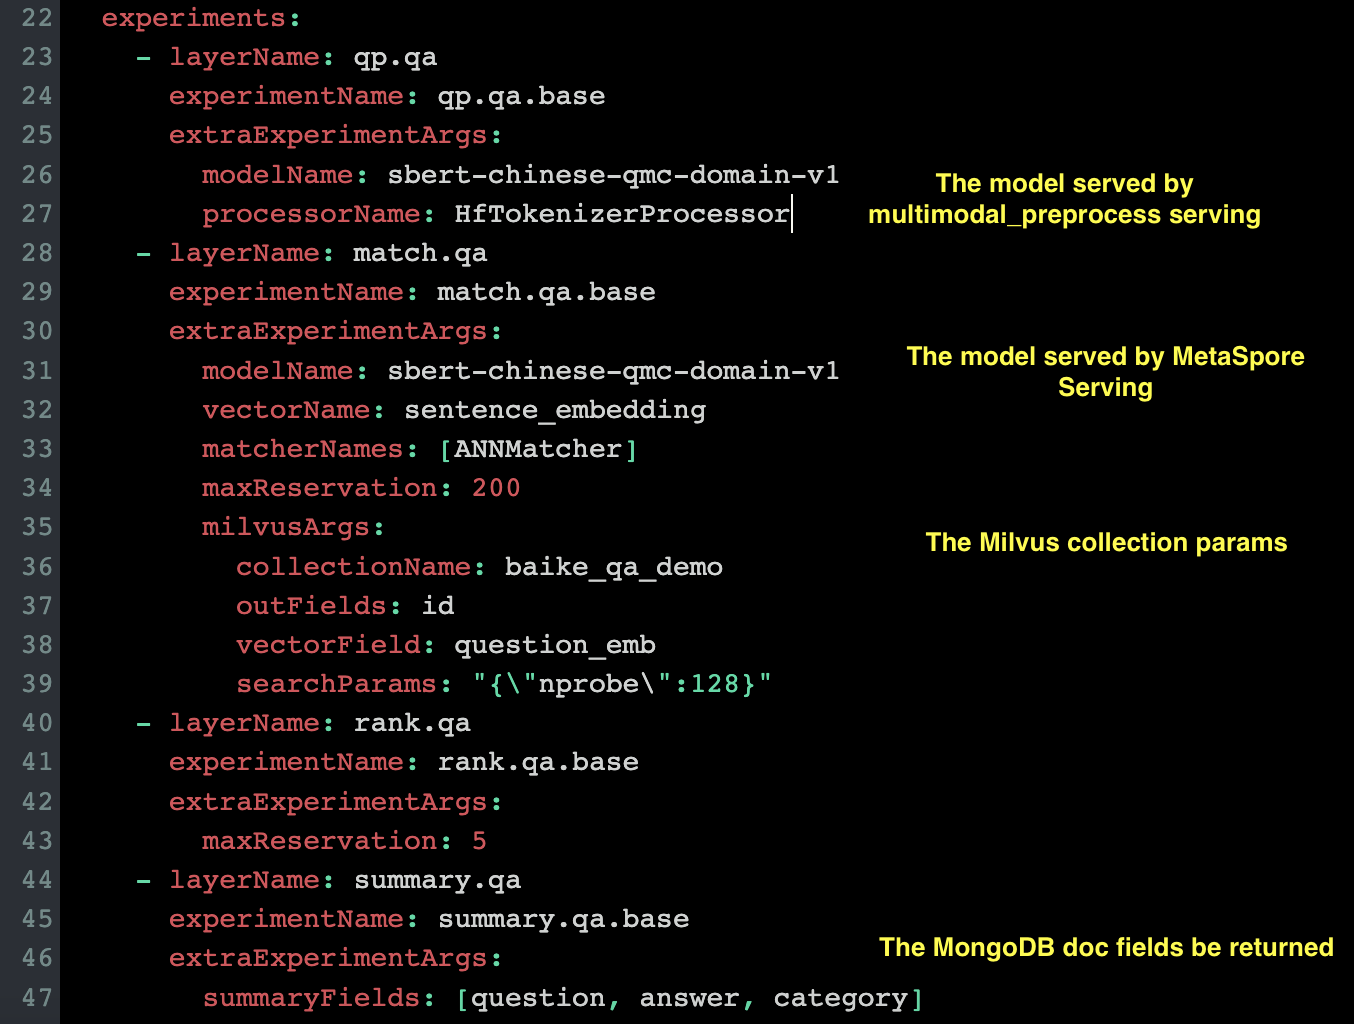 22 experiments:
23 - layerName: qp.qa
24 experimentName: qp.qa.base
25 extraExperimentArgs:
26 modelName: sbert-chinese-qmc-domain-v1
27 processorName: HfTokenizerProcessor
The model served by
multimodal_preprocess serving
28 - layerName: match.qa
29 experimentName: match.qa.base
30 extraExperimentArgs:
31 modelName: sbert-chinese-qmc-domain-v1
The model served by MetaSpore
Serving
32 vectorName: sentence_embedding
33 matcherNames: [ANNMatcher]
34 maxReservation: 200
35 milvusArgs:
The Milvus collection params
36 collectionName: baike_qa_demo
37 outFields: id
38 vectorField: question_emb
39 searchParams: "{\"nprobe\":128}"
40 - layerName: rank.qa
41 experimentName: rank.qa.base
42 extraExperimentArgs:
43 maxReservation: 5
44 - layerName: summary.qa
45 experimentName: summary.qa.base
46 extraExperimentArgs:
The MongoDB doc fields be returned
47 summaryFields: [question, answer, category]